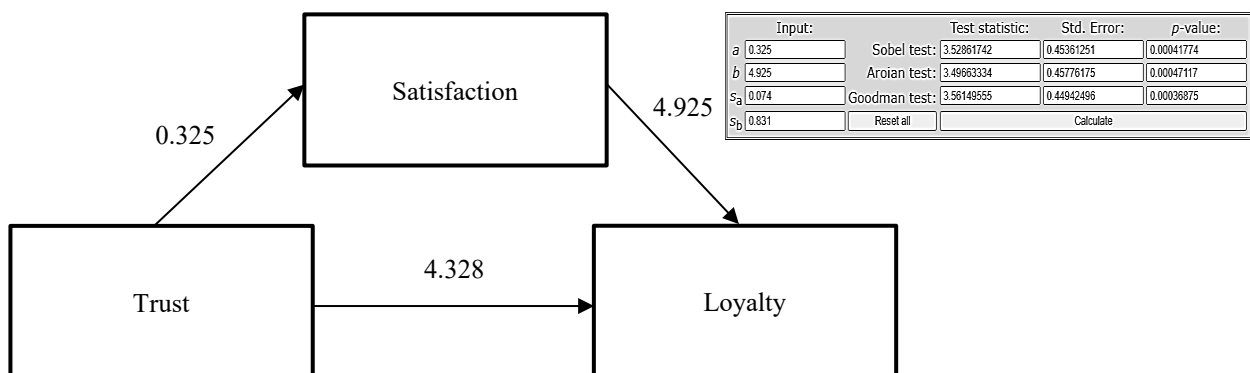 Satisfaction
0.325
4.925
Trust
4.328
Loyalty
Input: Test statistic: Std. Error: p-value:
a 0.325 Sobel test: 3.52861742 0.45361251 0.00041774
b 4.925 Aroian test: 3.49663334 0.45776175 0.00047117
sa 0.074 Goodman test: 3.56149555 0.44942496 0.00036875
sb 0.831 Reset all Calculate